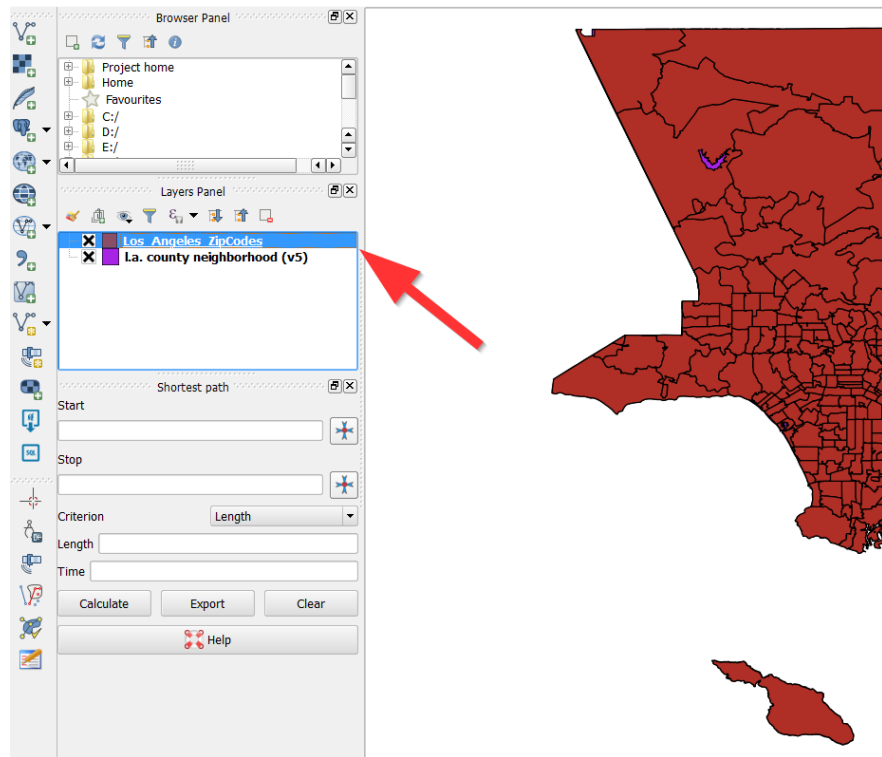 Browser Panel
Project home
Home
Favourites
C:/
D:/
E:/
Layers Panel
Los_Angeles_ZipCodes
l.a. county neighborhood (v5)
Shortest path
Start
Stop
Criterion Length
Length
Time
Calculate Export Clear
Help
SQL